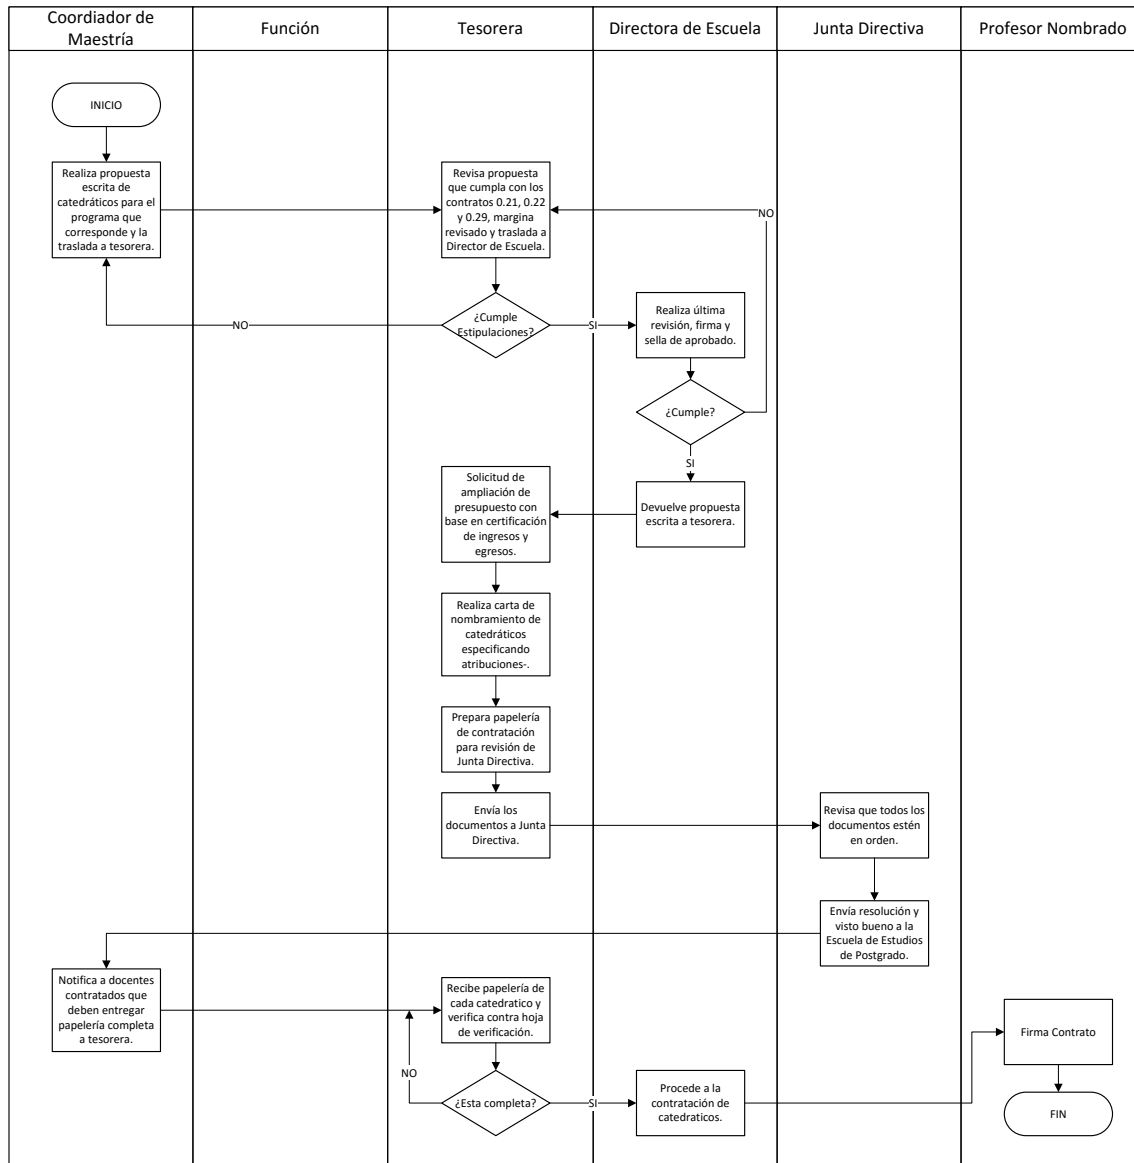 Coordiador de
Maestría
Función
Tesorera
Directora de Escuela
Junta Directiva
Profesor Nombrado
INICIO
Realiza propuesta
escrita de
catedráticos para el
programa que
corresponde y la
traslada a tesorera.
Revisa propuesta
que cumpla con los
contratos 0.21, 0.22
y 0.29, margina
revisado y traslada a
Director de Escuela.
NO
¿Cumple
Estipulaciones?
NO
SI
Realiza última
revisión, firma y
sella de aprobado.
¿Cumple?
SI
Devuelve propuesta
escrita a tesorera.
Solicitud de
ampliación de
presupuesto con
base en certificación
de ingresos y
egresos.
Realiza carta de
nombramiento de
catedráticos
especificando
atribuciones-.
Prepara papelería
de contratación
para revisión de
Junta Directiva.
Envía los
documentos a Junta
Directiva.
Revisa que todos los
documentos estén
en orden.
Envía resolución y
visto bueno a la
Escuela de Estudios
de Postgrado.
Notifica a docentes
contratados que
deben entregar
papelería completa
a tesorera.
Recibe papelería de
cada catedratico y
verifica contra hoja
de verificación.
NO
¿Esta completa?
SI
Procede a la
contratación de
catedraticos.
Firma Contrato
FIN